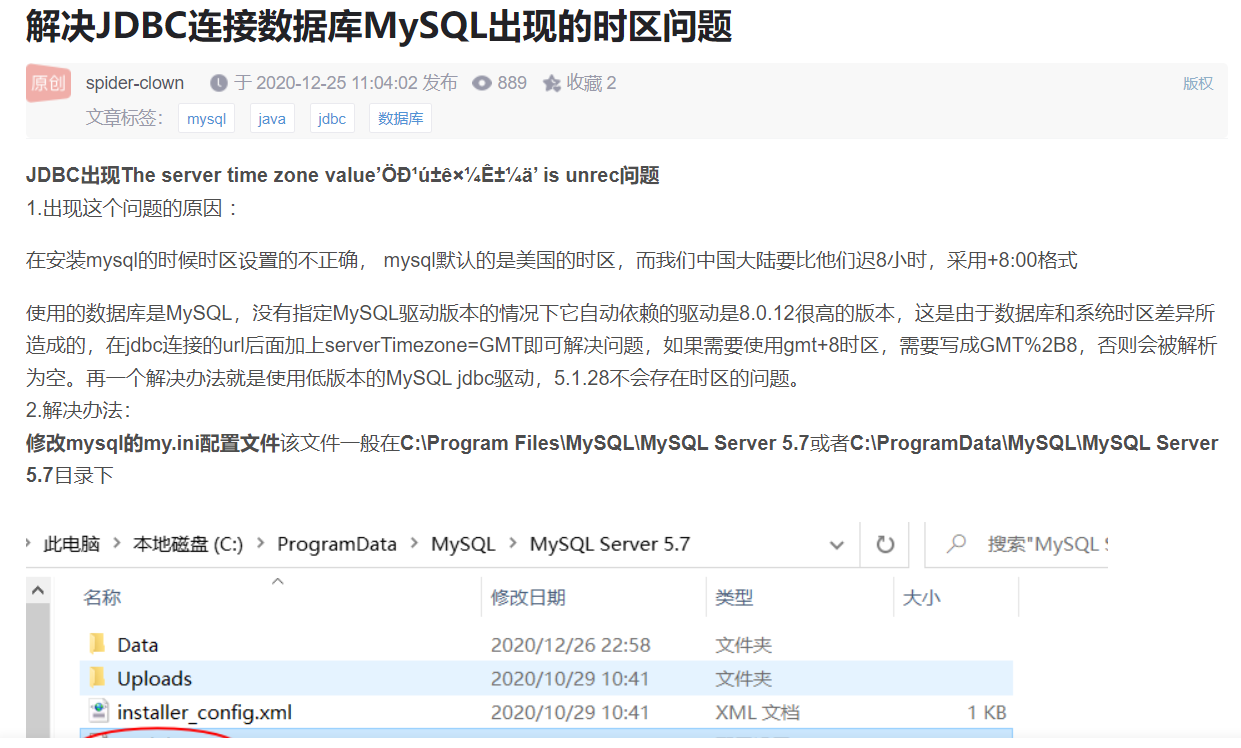 解决JDBC连接数据库MySQL出现的时区问题
原创 spider-clown 于 2020-12-25 11:04:02 发布 889 收藏 2 版权
文章标签： mysql java jdbc 数据库
JDBC出现The server time zone value’ÖÐ¹ú±ê×¼Ê±¼ä’ is unrec问题
1.出现这个问题的原因 ：
在安装mysql的时候时区设置的不正确， mysql默认的是美国的时区，而我们中国大陆要比他们迟8小时，采用+8:00格式
使用的数据库是MySQL，没有指定MySQL驱动版本的情况下它自动依赖的驱动是8.0.12很高的版本，这是由于数据库和系统时区差异所
造成的，在jdbc连接的url后面加上serverTimezone=GMT即可解决问题，如果需要使用gmt+8时区，需要写成GMT%2B8，否则会被解析
为空。再一个解决办法就是使用低版本的MySQL jdbc驱动，5.1.28不会存在时区的问题。
2.解决办法：
修改mysql的my.ini配置文件该文件一般在C:\Program Files\MySQL\MySQL Server 5.7或者C:\ProgramData\MySQL\MySQL Server
5.7目录下
此电脑 > 本地磁盘 (C:) > ProgramData > MySQL > MySQL Server 5.7 搜索"MySQL
名称 修改日期 类型 大小
Data 2020/12/26 22:58 文件夹
Uploads 2020/10/29 10:41 文件夹
installer_config.xml 2020/10/29 10:41 XML 文档 1 KB